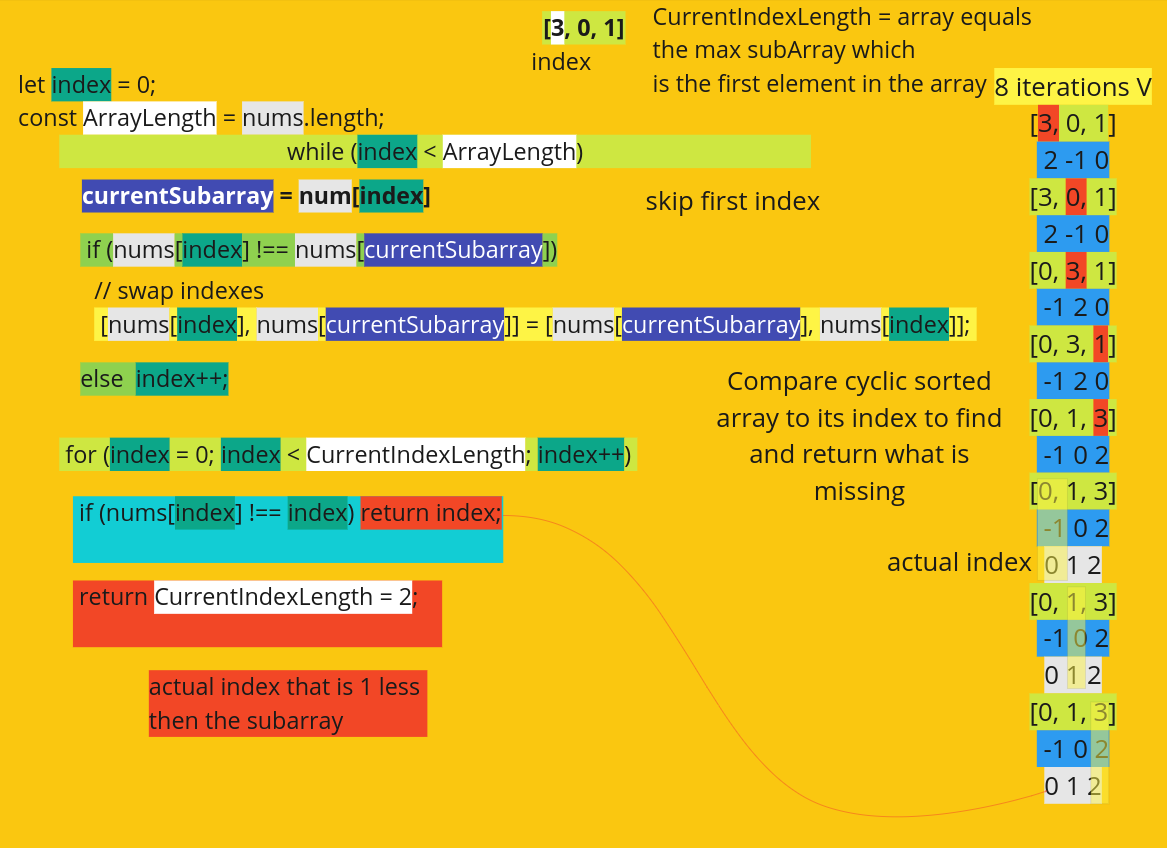 [3, 0, 1]
index
CurrentIndexLength = array equals
the max subArray which
is the first element in the array
let index = 0;
const ArrayLength = nums.length;
while (index < ArrayLength)
currentSubarray = num[index]
skip first index
if (nums[index] !== nums[currentSubarray])
// swap indexes
[nums[index], nums[currentSubarray]] = [nums[currentSubarray], nums[index]];
else index++;
Compare cyclic sorted
array to its index to find
and return what is
missing
for (index = 0; index < CurrentIndexLength; index++)
if (nums[index] !== index) return index;
return CurrentIndexLength = 2;
actual index that is 1 less
then the subarray
8 iterations V
[3, 0, 1]
2 -1 0
[3, 0, 1]
2 -1 0
[0, 3, 1]
-1 2 0
[0, 3, 1]
-1 2 0
[0, 1, 3]
-1 0 2
[0, 1, 3]
-1 0 2
actual index
0 1 2
[0, 1, 3]
-1 0 2
0 1 2
[0, 1, 3]
-1 0 2
0 1 2